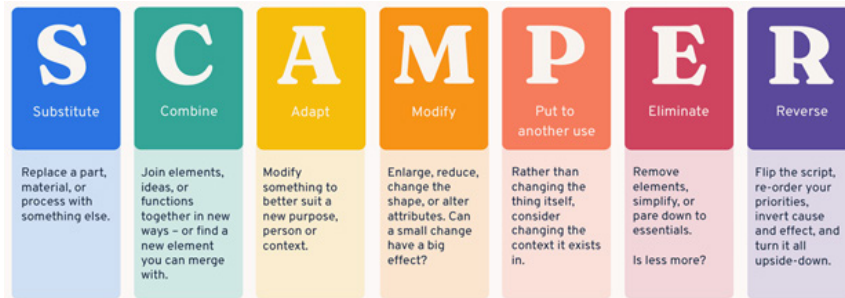 S
Substitute
Replace a part,
material, or
process with
something else.
C
Combine
Join elements,
ideas, or
functions
together in new
ways – or find a
new element
you can merge
with.
A
Adapt
Modify
something to
better suit a
new purpose,
person or
context.
M
Modify
Enlarge, reduce,
change the
shape, or alter
attributes. Can
a small change
have a big
effect?
P
Put to
another use
Rather than
changing the
thing itself,
consider
changing the
context it exists
in.
E
Eliminate
Remove
elements,
simplify, or
pare down to
essentials.
Is less more?
R
Reverse
Flip the script,
re-order your
priorities,
invert cause
and effect, and
turn it all
upside-down.